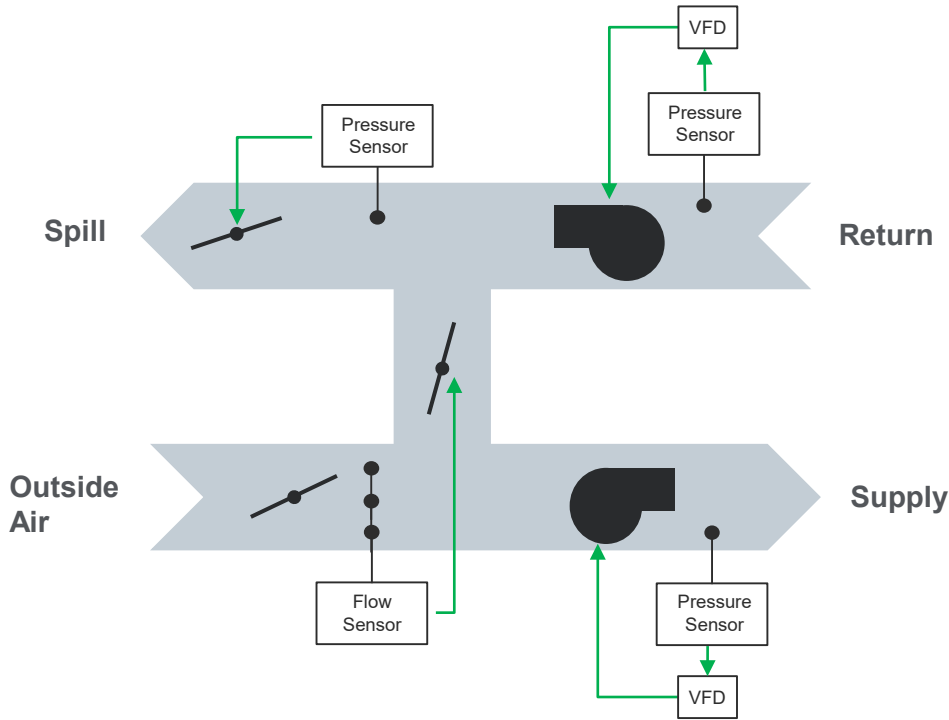 VFD
Pressure
Sensor
Pressure
Sensor
Spill
Return
Outside
Air
Supply
Flow
Sensor
Pressure
Sensor
VFD